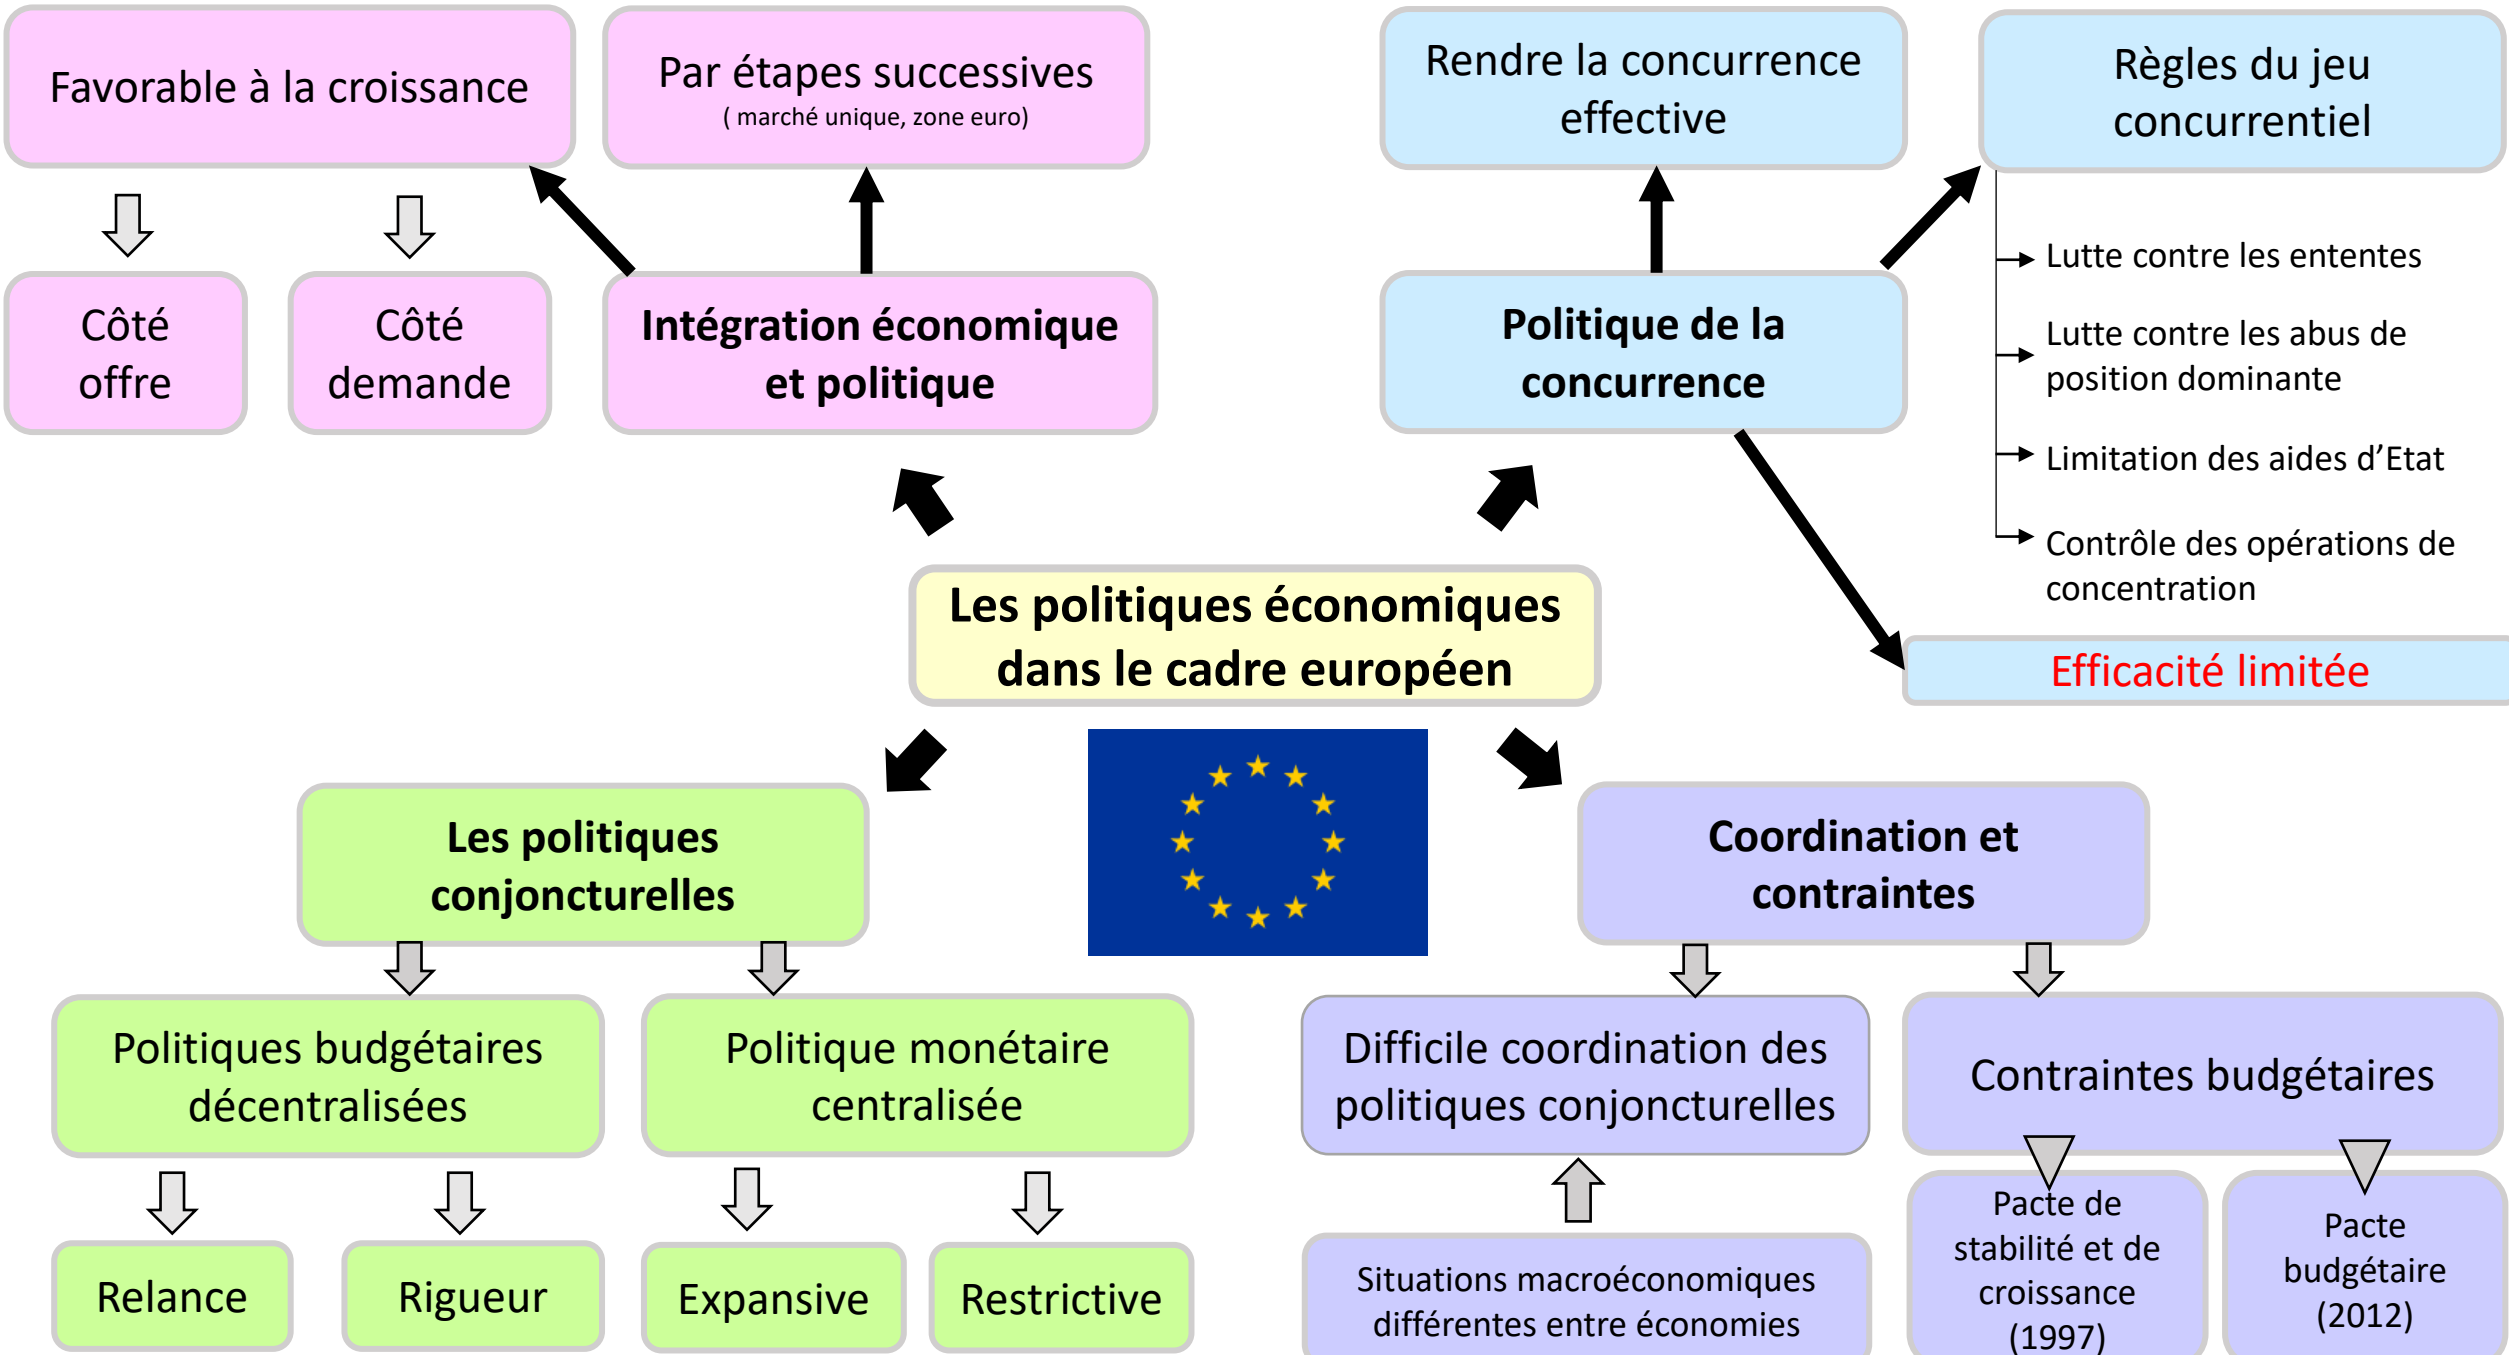 Favorable à la croissance
Par étapes successives
( marché unique, zone euro)
Côté
offre
Côté
demande
Intégration économique
et politique
Rendre la concurrence
effective
Règles du jeu
concurrentiel
Politique de la
concurrence
Lutte contre les ententes
Lutte contre les abus de
position dominante
Limitation des aides d’Etat
Contrôle des opérations de
concentration
Efficacité limitée
Les politiques économiques
dans le cadre européen
Les politiques
conjoncturelles
Politiques budgétaires
décentralisées
Politique monétaire
centralisée
Relance
Rigueur
Expansive
Restrictive
Coordination et
contraintes
Difficile coordination des
politiques conjoncturelles
Contraintes budgétaires
Situations macroéconomiques
différentes entre économies
Pacte de
stabilité et de
croissance
(1997)
Pacte
budgétaire
(2012)